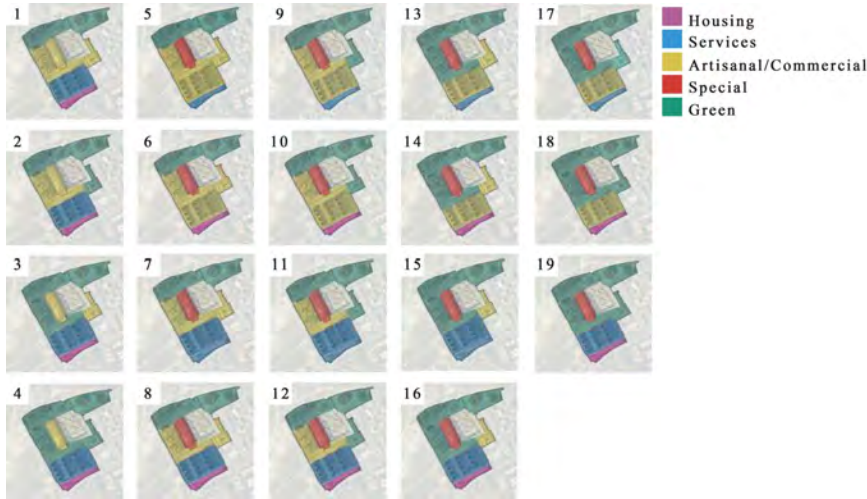 1 5 9 13 17
2 6 10 14 18
3 7 11 15 19
4 8 12 16
Housing
Services
Artisanal/Commercial
Special
Green